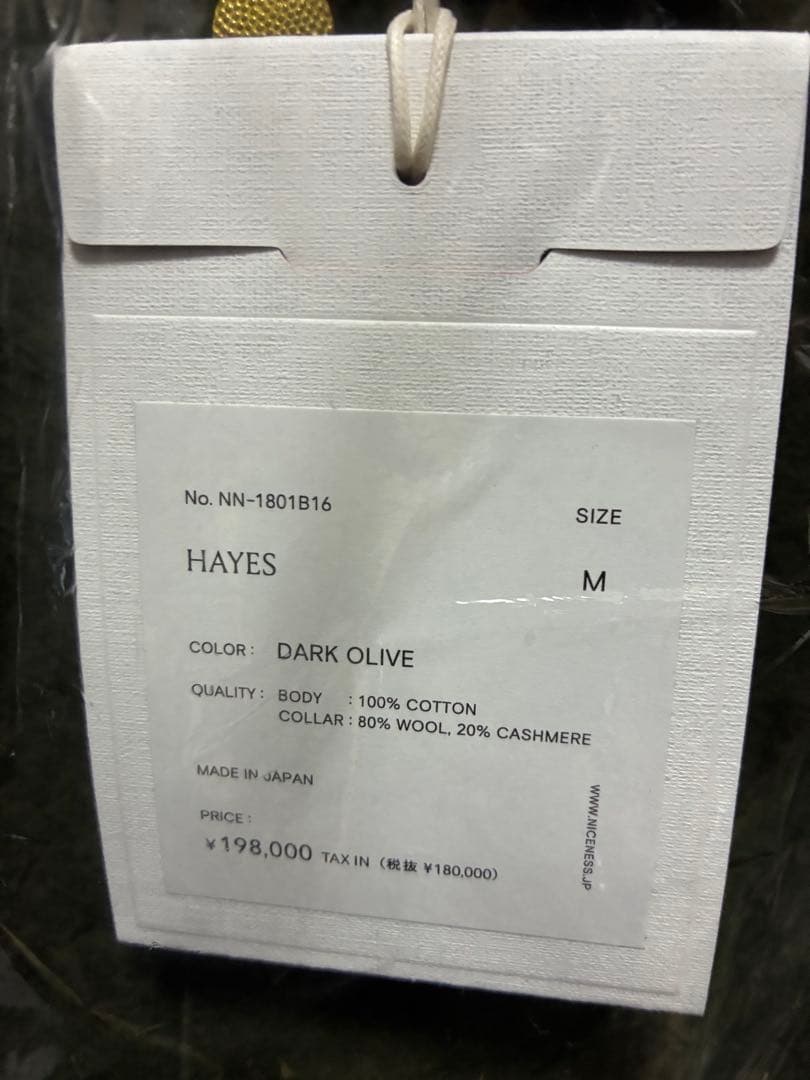 No. NN-1801B16
SIZE
HAYES
M
COLOR : DARK OLIVE
QUALITY : BODY : 100% COTTON
COLLAR : 80% WOOL, 20% CASHMERE
MADE IN JAPAN
PRICE :
¥198,000 TAX IN (税抜 ¥180,000)
WWW.NICENESS.JP